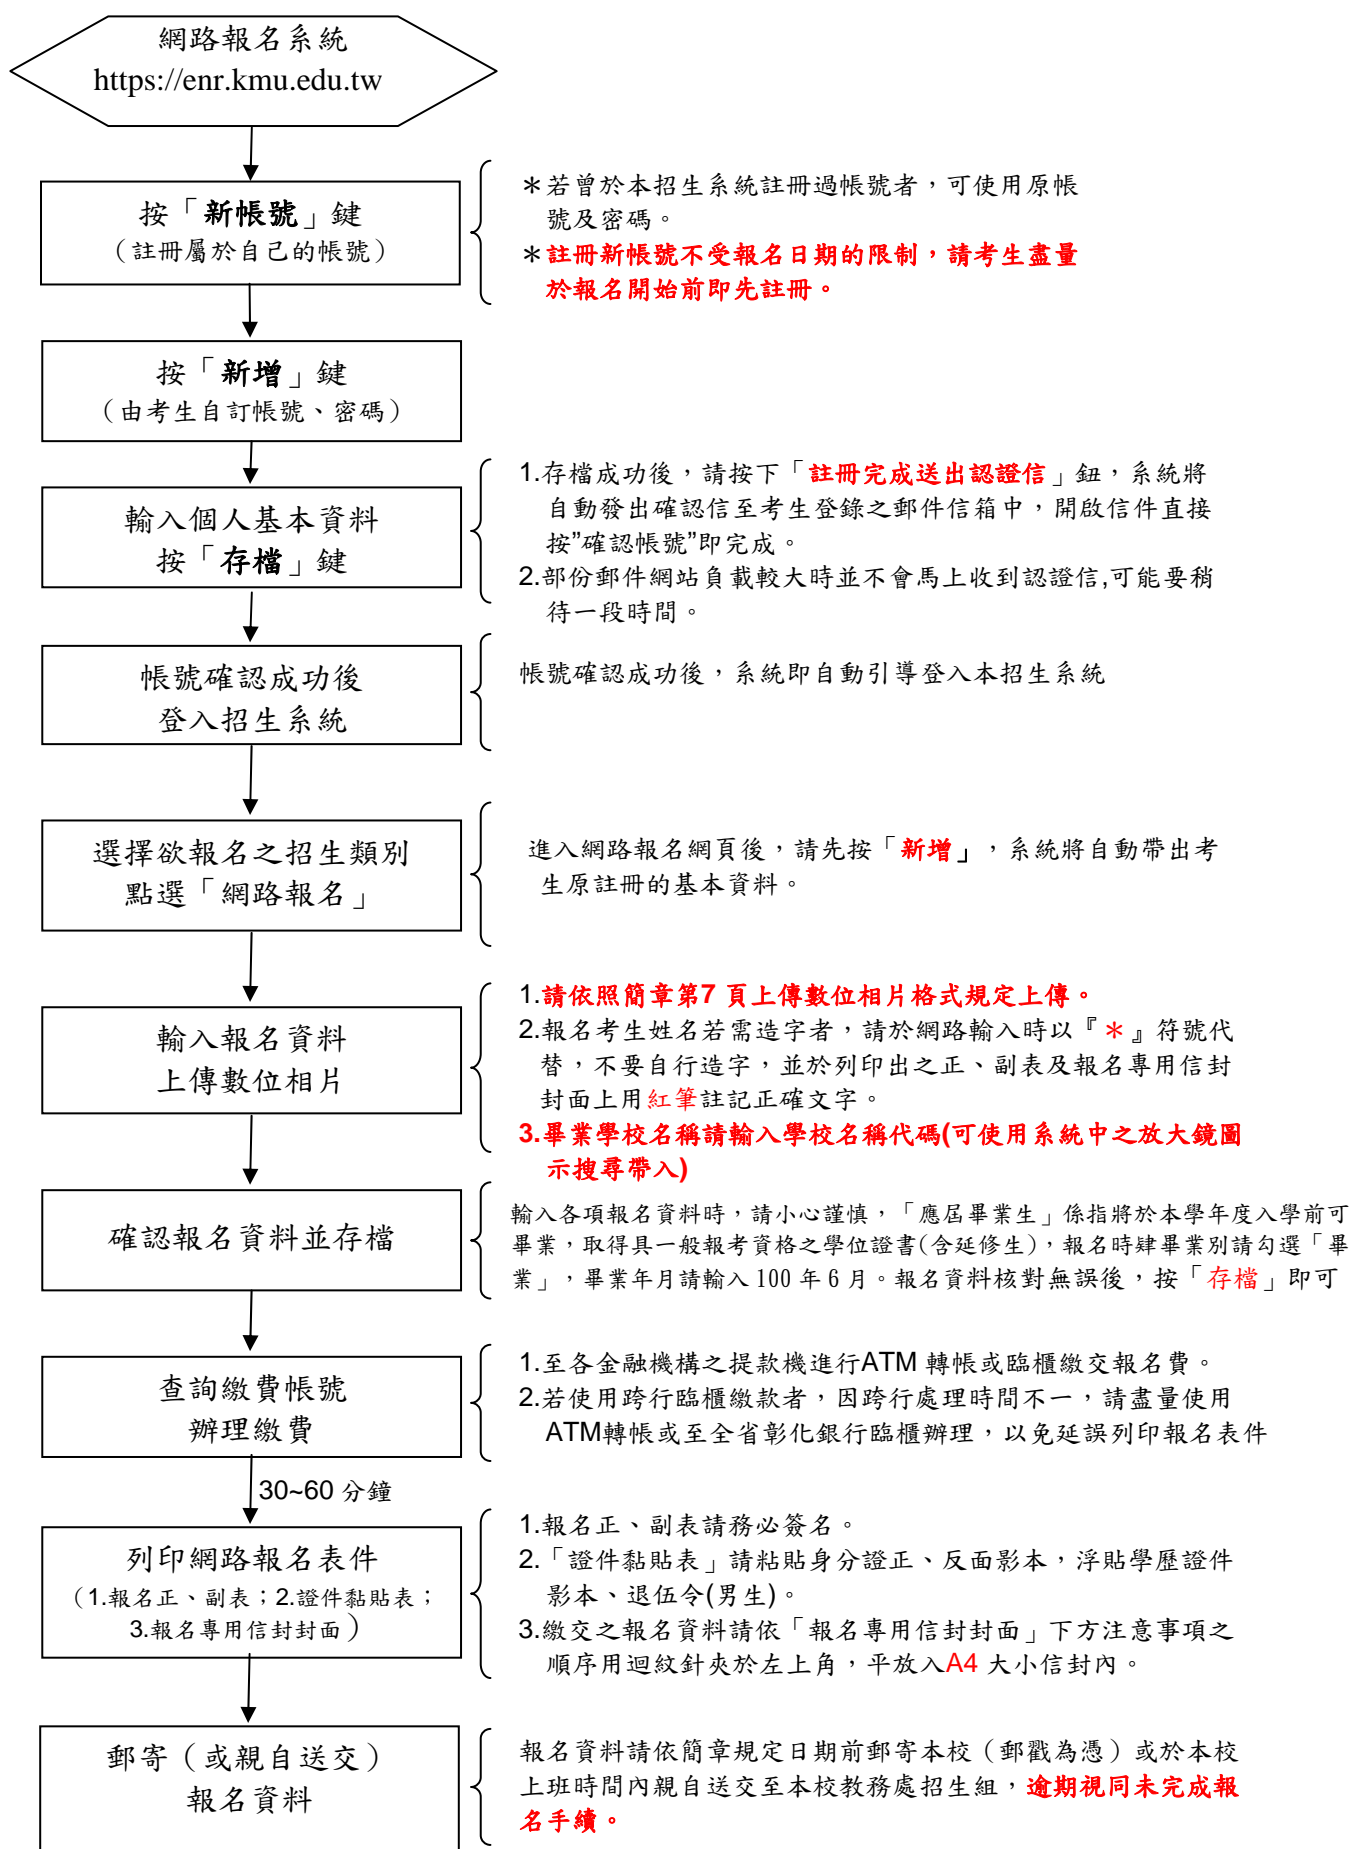 網路報名系統
https://enr.kmu.edu.tw
按「新帳號」鍵
（註冊屬於自己的帳號）
＊若曾於本招生系統註冊過帳號者，可使用原帳
號及密碼。
＊註冊新帳號不受報名日期的限制，請考生盡量
於報名開始前即先註冊。
按「新增」鍵
（由考生自訂帳號、密碼）
輸入個人基本資料
按「存檔」鍵
1.存檔成功後，請按下「註冊完成送出認證信」鈕，系統將
自動發出確認信至考生登錄之郵件信箱中，開啟信件直接
按”確認帳號”即完成。
2.部份郵件網站負載較大時並不會馬上收到認證信,可能要稍
待一段時間。
帳號確認成功後
登入招生系統
帳號確認成功後，系統即自動引導登入本招生系統
選擇欲報名之招生類別
點選「網路報名」
進入網路報名網頁後，請先按「新增」，系統將自動帶出考
生原註冊的基本資料。
輸入報名資料
上傳數位相片
1.請依照簡章第7 頁上傳數位相片格式規定上傳。
2.報名考生姓名若需造字者，請於網路輸入時以『＊』符號代
替，不要自行造字，並於列印出之正、副表及報名專用信封
封面上用紅筆註記正確文字。
3.畢業學校名稱請輸入學校名稱代碼(可使用系統中之放大鏡圖
示搜尋帶入)
確認報名資料並存檔
輸入各項報名資料時，請小心謹慎，「應屆畢業生」係指將於本學年度入學前可
畢業，取得具一般報考資格之學位證書(含延修生)，報名時肄畢業別請勾選「畢
業」，畢業年月請輸入 100 年 6 月。報名資料核對無誤後，按「存檔」即可
查詢繳費帳號
辦理繳費
1.至各金融機構之提款機進行ATM 轉帳或臨櫃繳交報名費。
2.若使用跨行臨櫃繳款者，因跨行處理時間不一，請盡量使用
ATM轉帳或至全省彰化銀行臨櫃辦理，以免延誤列印報名表件
30~60 分鐘
列印網路報名表件
（1.報名正、副表；2.證件黏貼表；
3.報名專用信封封面）
1.報名正、副表請務必簽名。
2.「證件黏貼表」請粘貼身分證正、反面影本，浮貼學歷證件
影本、退伍令(男生)。
3.繳交之報名資料請依「報名專用信封封面」下方注意事項之
順序用迴紋針夾於左上角，平放入A4 大小信封內。
郵寄（或親自送交）
報名資料
報名資料請依簡章規定日期前郵寄本校（郵戳為憑）或於本校
上班時間內親自送交至本校教務處招生組，逾期視同未完成報
名手續。